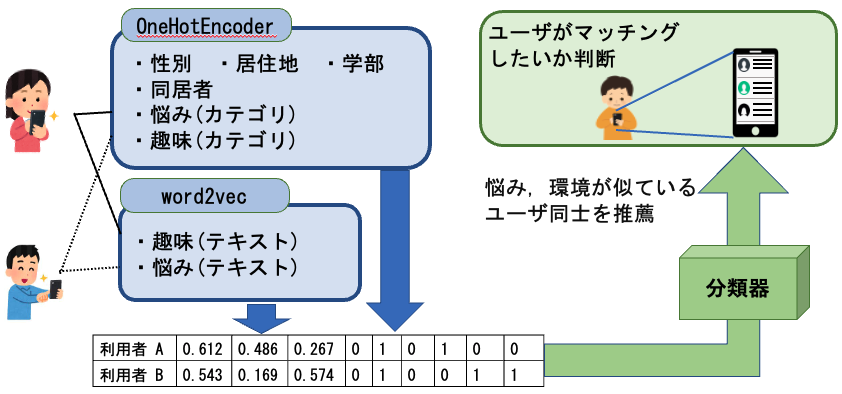 OneHotEncoder
・性別 ・居住地 ・学部
・同居者
・悩み(カテゴリ)
・趣味(カテゴリ)
word2vec
・趣味(テキスト)
・悩み(テキスト)
利用者 A 0.612 0.486 0.267 0 1 0 1 0 0
利用者 B 0.543 0.169 0.574 0 1 0 0 1 1
ユーザがマッチング
したいか判断
悩み，環境が似ている
ユーザ同士を推薦
分類器